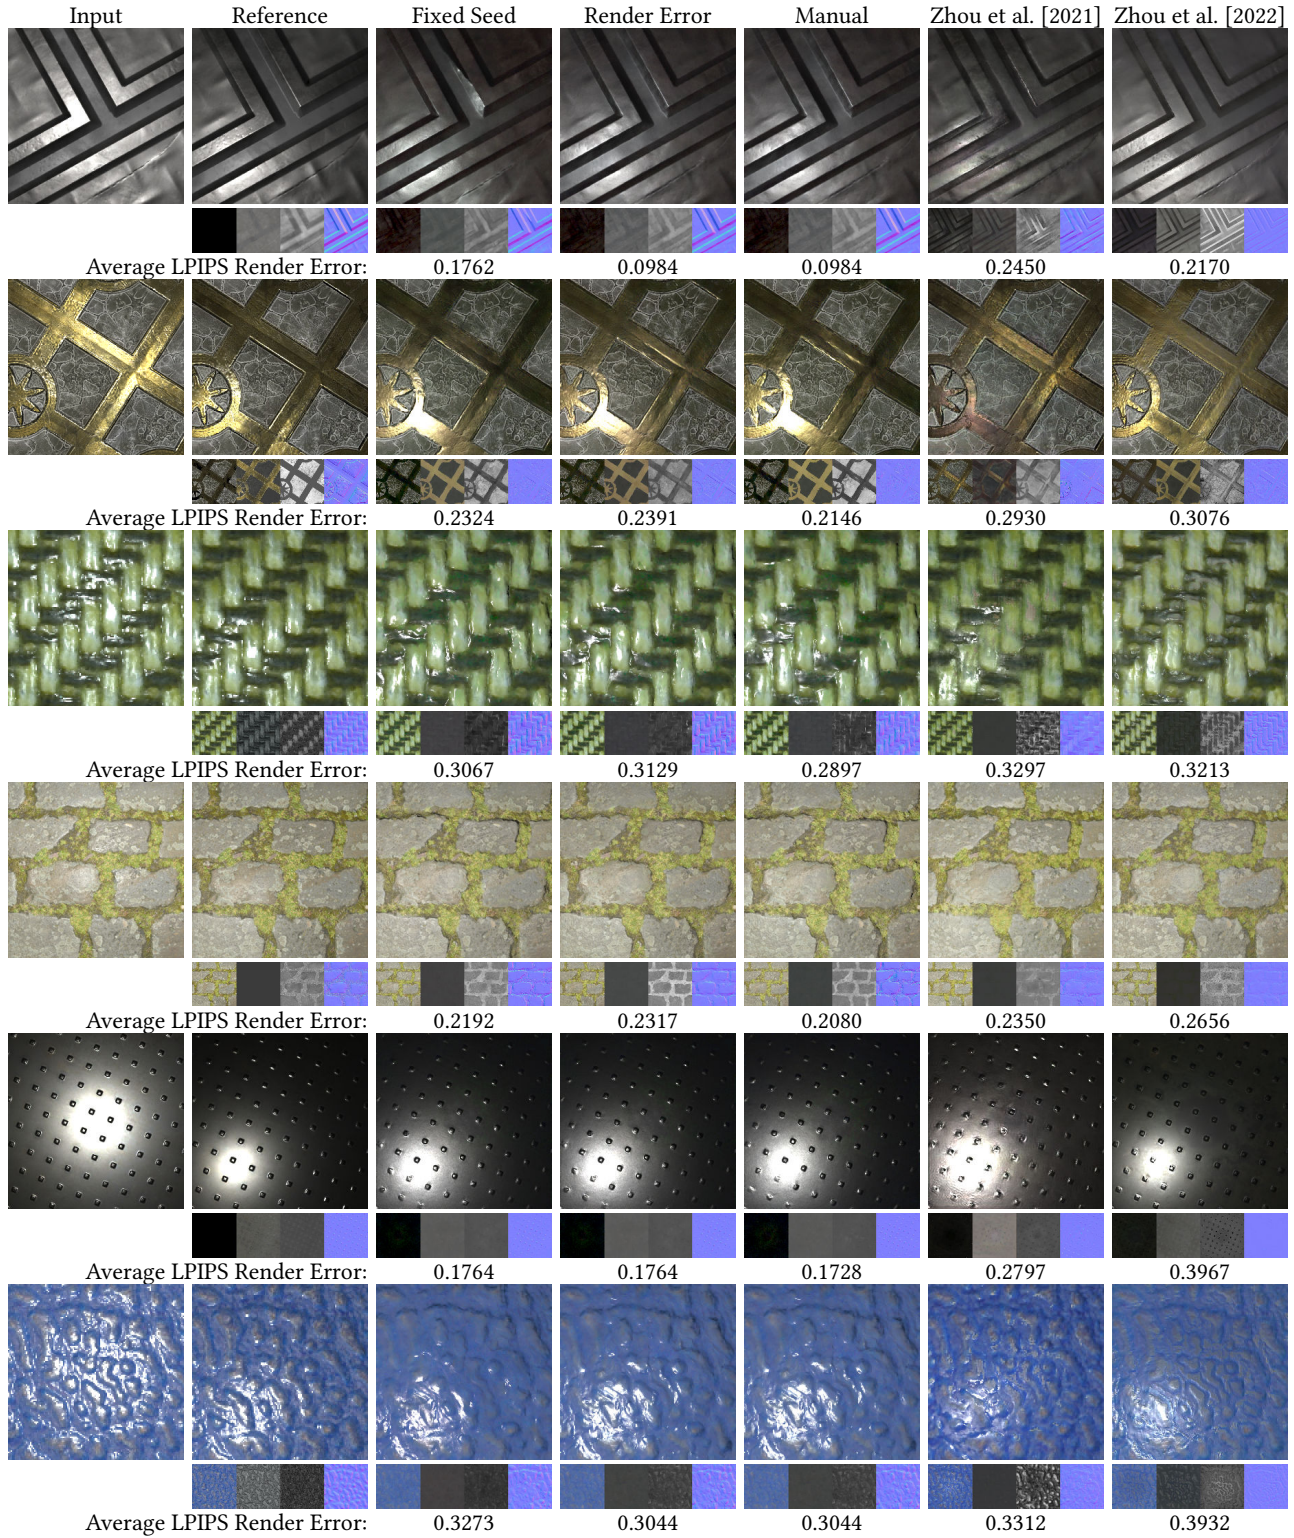 Input Reference Fixed Seed Render Error Manual Zhou et al. [2021] Zhou et al. [2022]
Average LPIPS Render Error: 0.1762 0.0984 0.0984 0.2450 0.2170
Average LPIPS Render Error: 0.2324 0.2391 0.2146 0.2930 0.3076
Average LPIPS Render Error: 0.3067 0.3129 0.2897 0.3297 0.3213
Average LPIPS Render Error: 0.2192 0.2317 0.2080 0.2350 0.2656
Average LPIPS Render Error: 0.1764 0.1764 0.1728 0.2797 0.3967
Average LPIPS Render Error: 0.3273 0.3044 0.3044 0.3312 0.3932